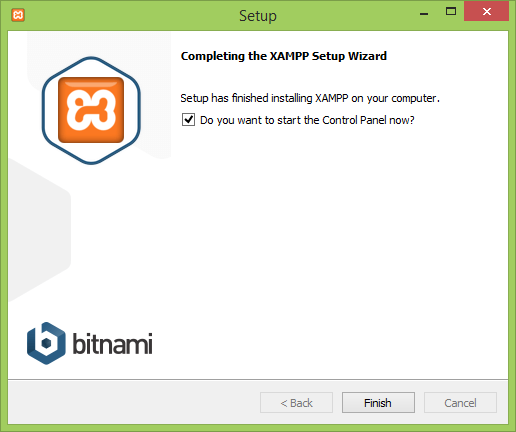 Setup
Completing the XAMPP Setup Wizard
Setup has finished installing XAMPP on your computer.
Do you want to start the Control Panel now?
bitnami
< Back
Finish
Cancel